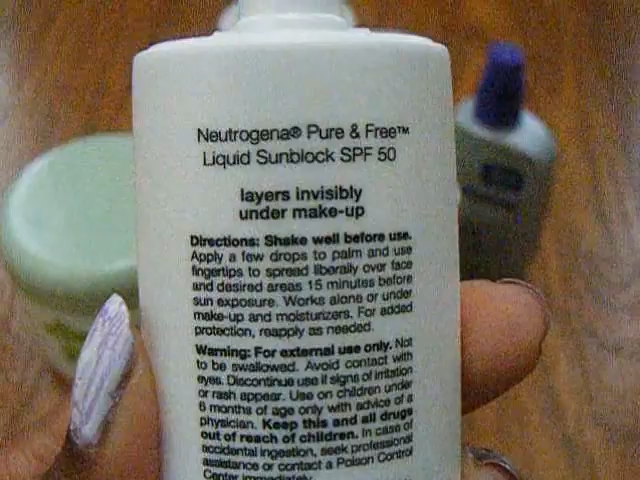 Neutrogena® Pure & Free™
Liquid Sunblock SPF 50
layers invisibly
under make-up
Directions: Shake well before use.
Apply a few drops to palm and use
fingertips to spread liberally over face
and desired areas 15 minutes before
sun exposure. Works alone or under
make-up and moisturizers. For added
protection, reapply as needed.
Warning: For external use only. Not
to be swallowed. Avoid contact with
eyes. Discontinue use if signs of irritation
or rash appear. Use on children under
6 months of age only with advice of a
physician. Keep this and all drugs
out of reach of children. In case of
accidental ingestion, seek professional
assistance or contact a Poison Control
Center immediately.